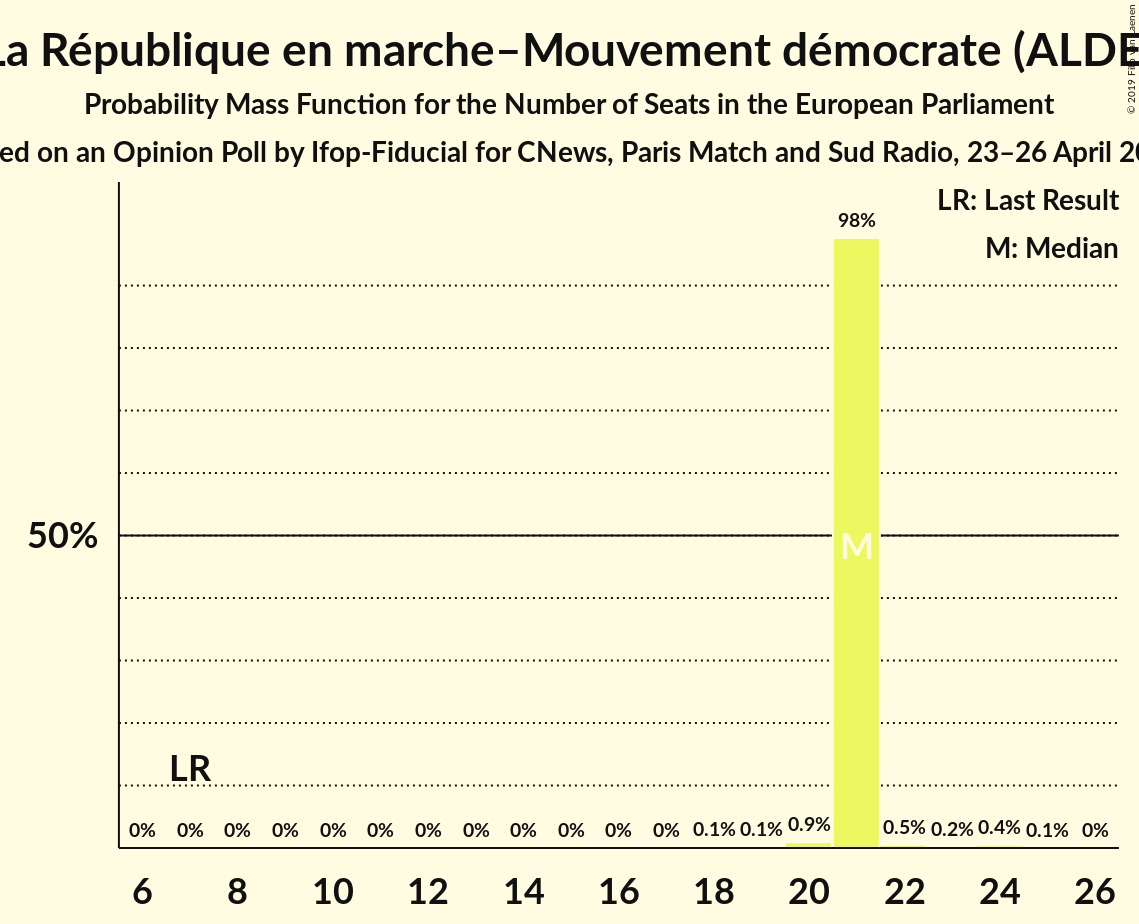 La République en marche–Mouvement démocrate (ALDE
Probability Mass Function for the Number of Seats in the European Parliament
ed on an Opinion Poll by Ifop-Fiducial for CNews, Paris Match and Sud Radio, 23–26 April 20
© 2019
LR: Last Result
M: Median
98%
50%
M
LR
0% 0% 0% 0% 0% 0% 0% 0% 0% 0% 0% 0% 0.1% 0.1% 0.9% 0.5% 0.2% 0.4% 0.1% 0%
6 8 10 12 14 16 18 20 22 24 26